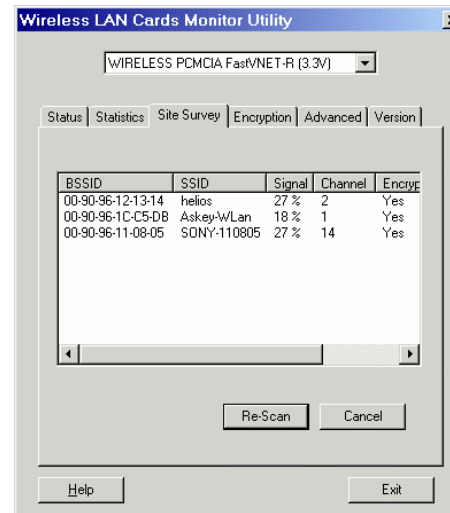 Wireless LAN Cards Monitor Utility
WIRELESS PCMCIA FastVNET-R (3.3V)
Status Statistics Site Survey Encryption Advanced Version
BSSID SSID Signal Channel Encryp
00-90-96-12-13-14 helios 27 % 2 Yes
00-90-96-1C-C5-DB Askey-WLan 18 % 1 Yes
00-90-96-11-08-05 SONY-110805 27 % 14 Yes
Re-Scan Cancel
Help Exit